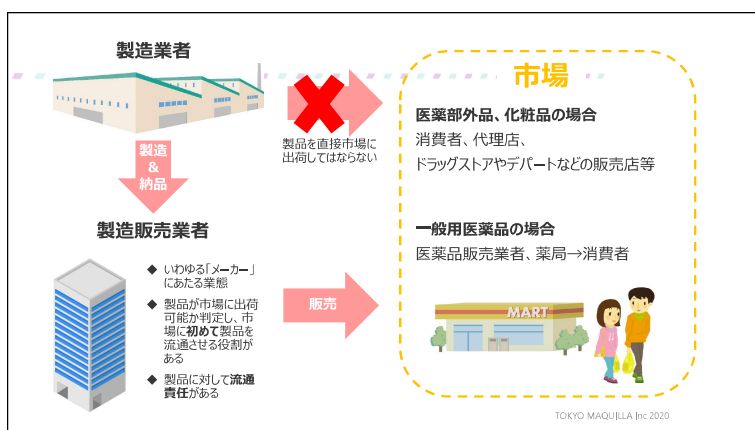 製造業者
製品を直接市場に
出荷してはならない
製造
&
納品
製造販売業者
◆ いわゆる「メーカー」
にあたる業態
◆ 製品が市場に出荷
可能か判定し、市
場に初めて製品を
流通させる役割が
ある
◆ 製品に対して流通
責任がある
販売
市場
医薬部外品、化粧品の場合
消費者、代理店、
ドラッグストアやデパートなどの販売店等
一般用医薬品の場合
医薬品販売業者、薬局→消費者
MART
TOKYO MAQUILLA Inc 2020